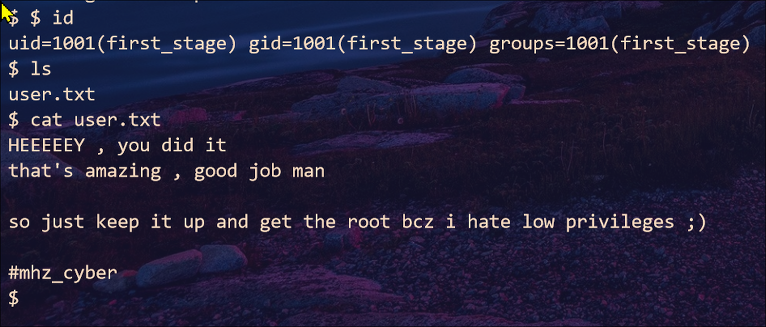 $ $ id
uid=1001(first_stage) gid=1001(first_stage) groups=1001(first_stage)
$ ls
user.txt
$ cat user.txt
HEEEEEY , you did it
that's amazing , good job man
so just keep it up and get the root bcz i hate low privileges ;)
#mhz_cyber
$